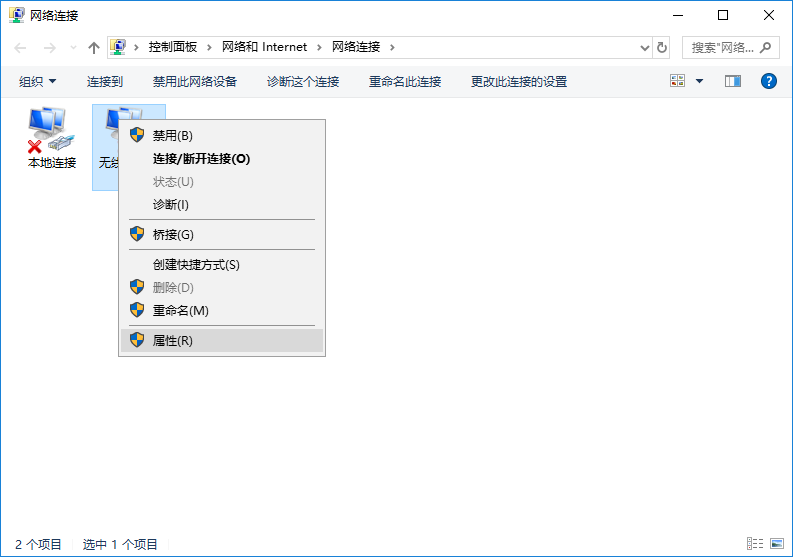 网络连接
控制面板 › 网络和 Internet › 网络连接 ›
搜索"网络...
组织 连接到 禁用此网络设备 诊断这个连接 重命名此连接 更改此连接的设置
?
本地连接
无线
禁用(B)
连接/断开连接(O)
状态(U)
诊断(I)
桥接(G)
创建快捷方式(S)
删除(D)
重命名(M)
属性(R)
2 个项目 选中 1 个项目